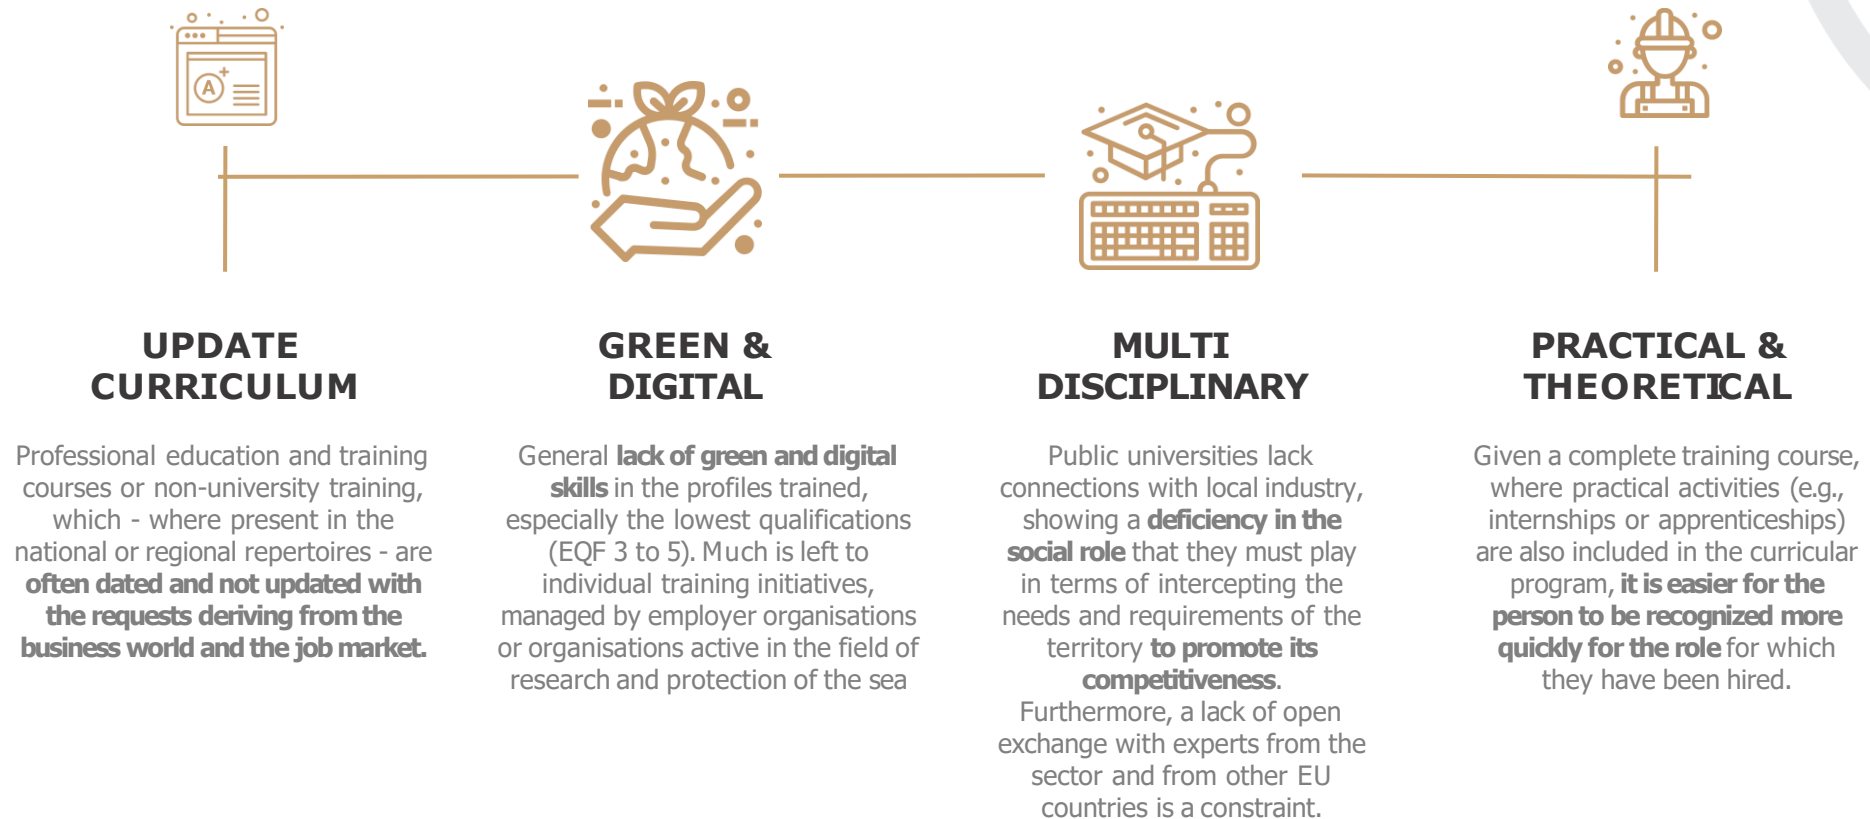 A+
UPDATE
CURRICULUM
Professional education and training
courses or non-university training,
which - where present in the
national or regional repertoires - are
often dated and not updated with
the requests deriving from the
business world and the job market.
GREEN &
DIGITAL
General lack of green and digital
skills in the profiles trained,
especially the lowest qualifications
(EQF 3 to 5). Much is left to
individual training initiatives,
managed by employer organisations
or organisations active in the field of
research and protection of the sea
MULTI
DISCIPLINARY
Public universities lack
connections with local industry,
showing a deficiency in the
social role that they must play
in terms of intercepting the
needs and requirements of the
territory to promote its
competitiveness.
Furthermore, a lack of open
exchange with experts from the
sector and from other EU
countries is a constraint.
PRACTICAL &
THEORETICAL
Given a complete training course,
where practical activities (e.g.,
internships or apprenticeships)
are also included in the curricular
program, it is easier for the
person to be recognized more
quickly for the role for which
they have been hired.